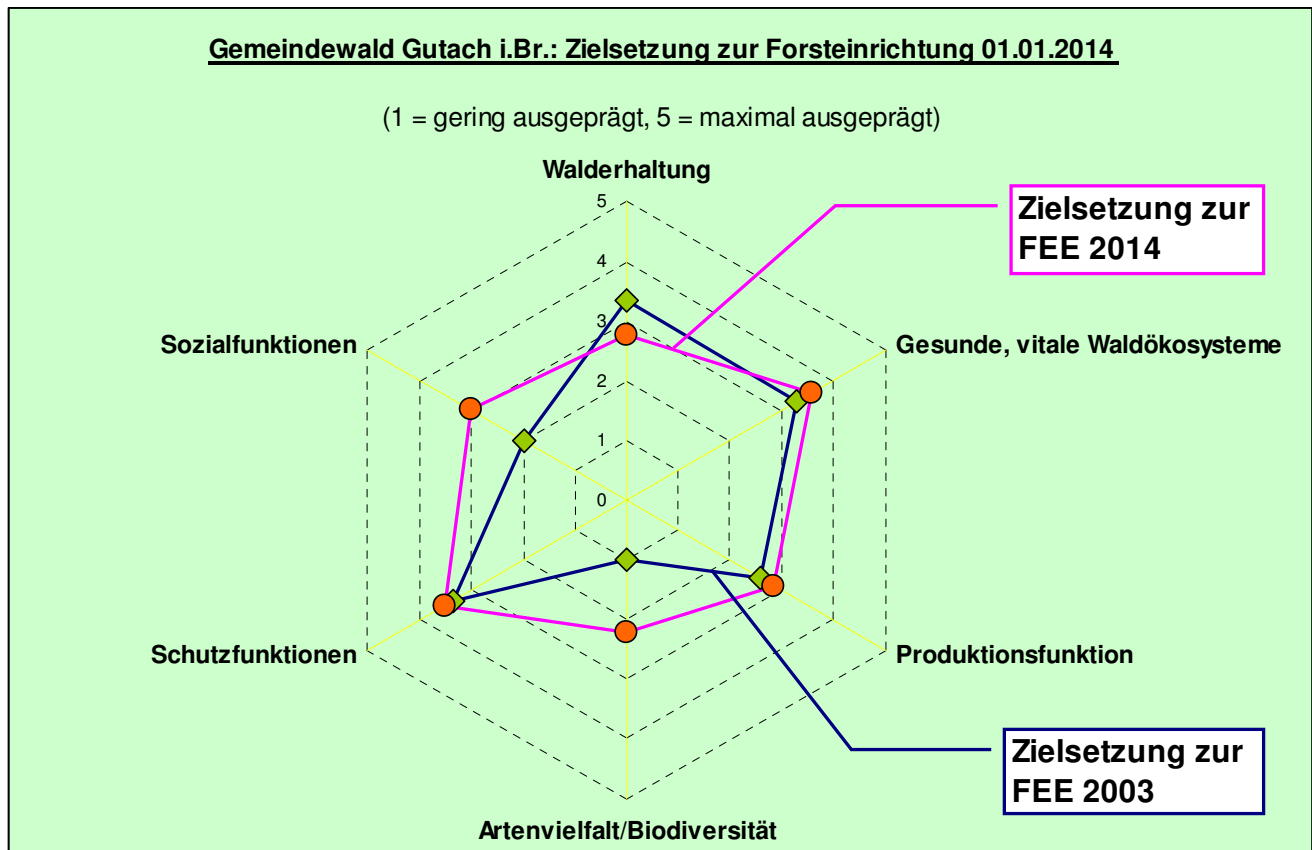 Gemeindewald Gutach i.Br.: Zielsetzung zur Forsteinrichtung 01.01.2014
(1 = gering ausgeprägt, 5 = maximal ausgeprägt)
Walderhaltung
5
4
3
2
1
0
Zielsetzung zur
FEE 2014
Sozialfunktionen
Gesunde, vitale Waldökosysteme
Schutzfunktionen
Produktionsfunktion
Zielsetzung zur
FEE 2003
Artenvielfalt/Biodiversität